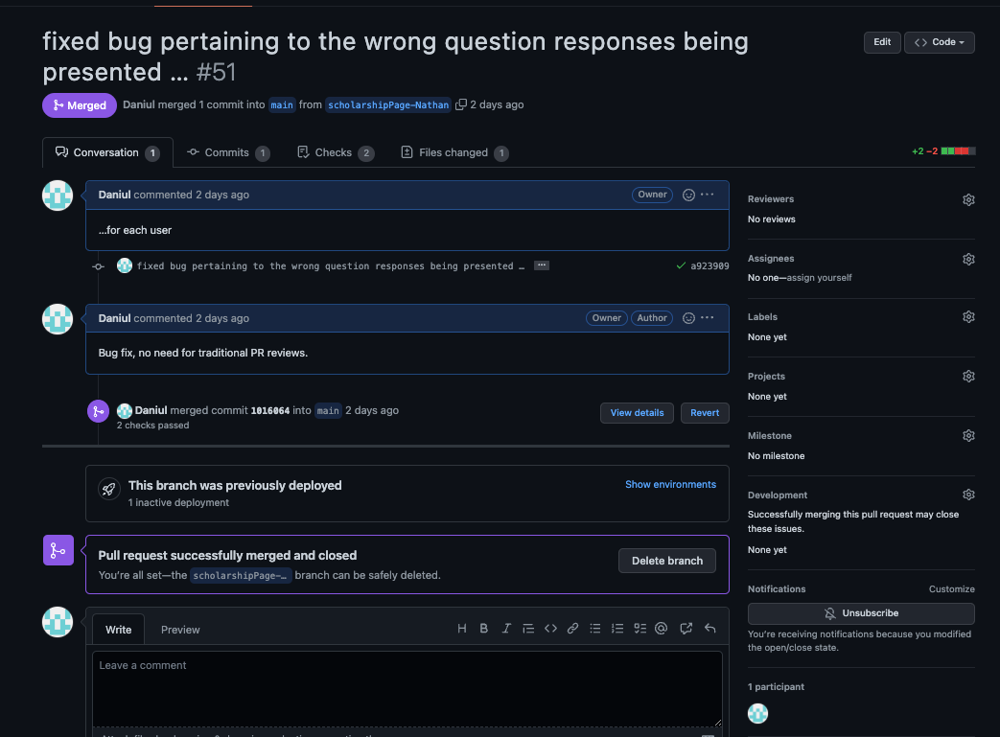 fixed bug pertaining to the wrong question responses being
presented ... #51
Edit
Code
Merged
Daniul merged 1 commit into main from scholarshipPage-Nathan 2 days ago
Conversation 1
Commits 1
Checks 2
Files changed 1
+2 −2
Daniul commented 2 days ago
Owner
...for each user
fixed bug pertaining to the wrong question responses being presented …
a923909
Daniul commented 2 days ago
Owner
Author
Bug fix, no need for traditional PR reviews.
Daniul merged commit 1016064 into main 2 days ago
2 checks passed
View details
Revert
This branch was previously deployed
1 inactive deployment
Show environments
Pull request successfully merged and closed
You're all set—the scholarshipPage-… branch can be safely deleted.
Delete branch
Write
Preview
Leave a comment
Reviewers
No reviews
Assignees
No one—assign yourself
Labels
None yet
Projects
None yet
Milestone
No milestone
Development
Successfully merging this pull request may close
these issues.
None yet
Notifications
Customize
Unsubscribe
You're receiving notifications because you modified
the open/close state.
1 participant